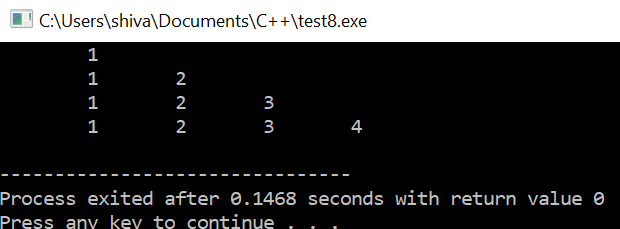 C:\Users\shiva\Documents\C++\test8.exe
1
1 2
1 2 3
1 2 3 4
--------------------------------
Process exited after 0.1468 seconds with return value 0
Press any key to continue . . .